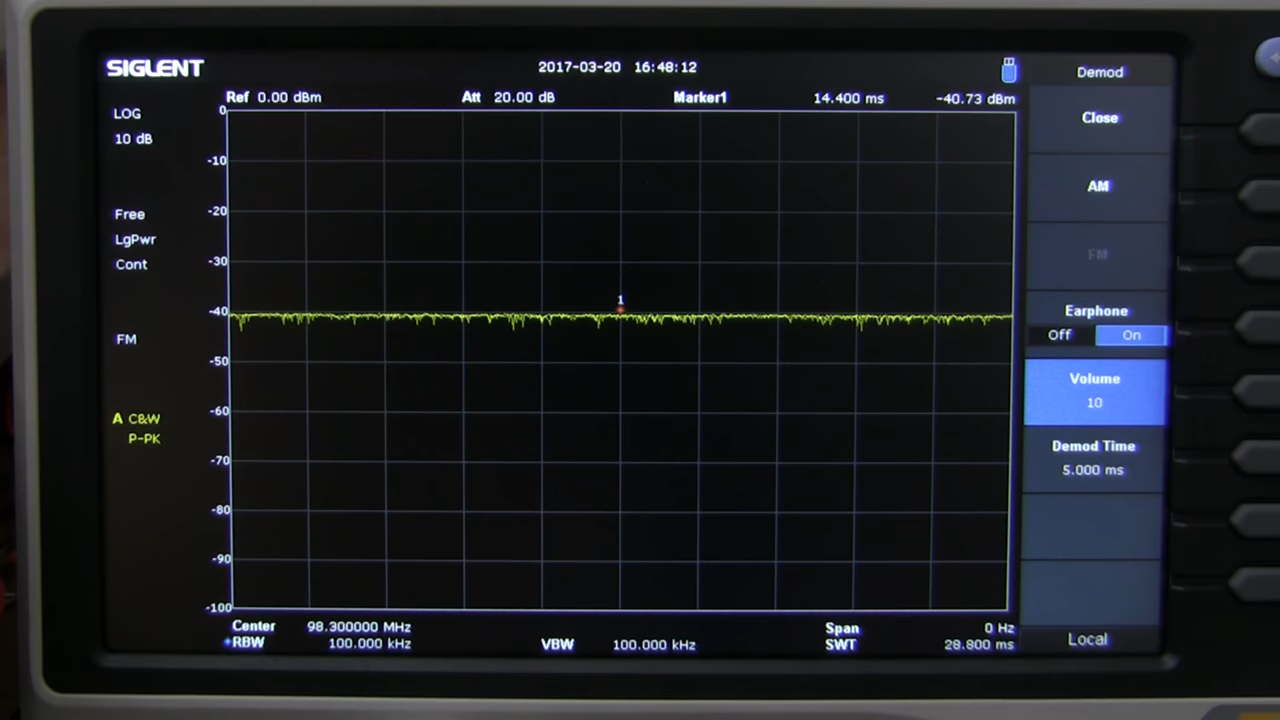 SIGLENT
2017-03-20 16:48:12
Demod
Ref 0.00 dBm Att 20.00 dB Marker1 14.400 ms -40.73 dBm
LOG
10 dB
Free
LgPwr
Cont
FM
A C&W
P-PK
0
-10
-20
-30
-40
-50
-60
-70
-80
-90
-100
1
Close
AM
FM
Earphone
Off On
Volume
10
Demod Time
5.000 ms
Local
Center 98.300000 MHz Span 0 Hz
*RBW 100.000 kHz VBW 100.000 kHz SWT 28.800 ms